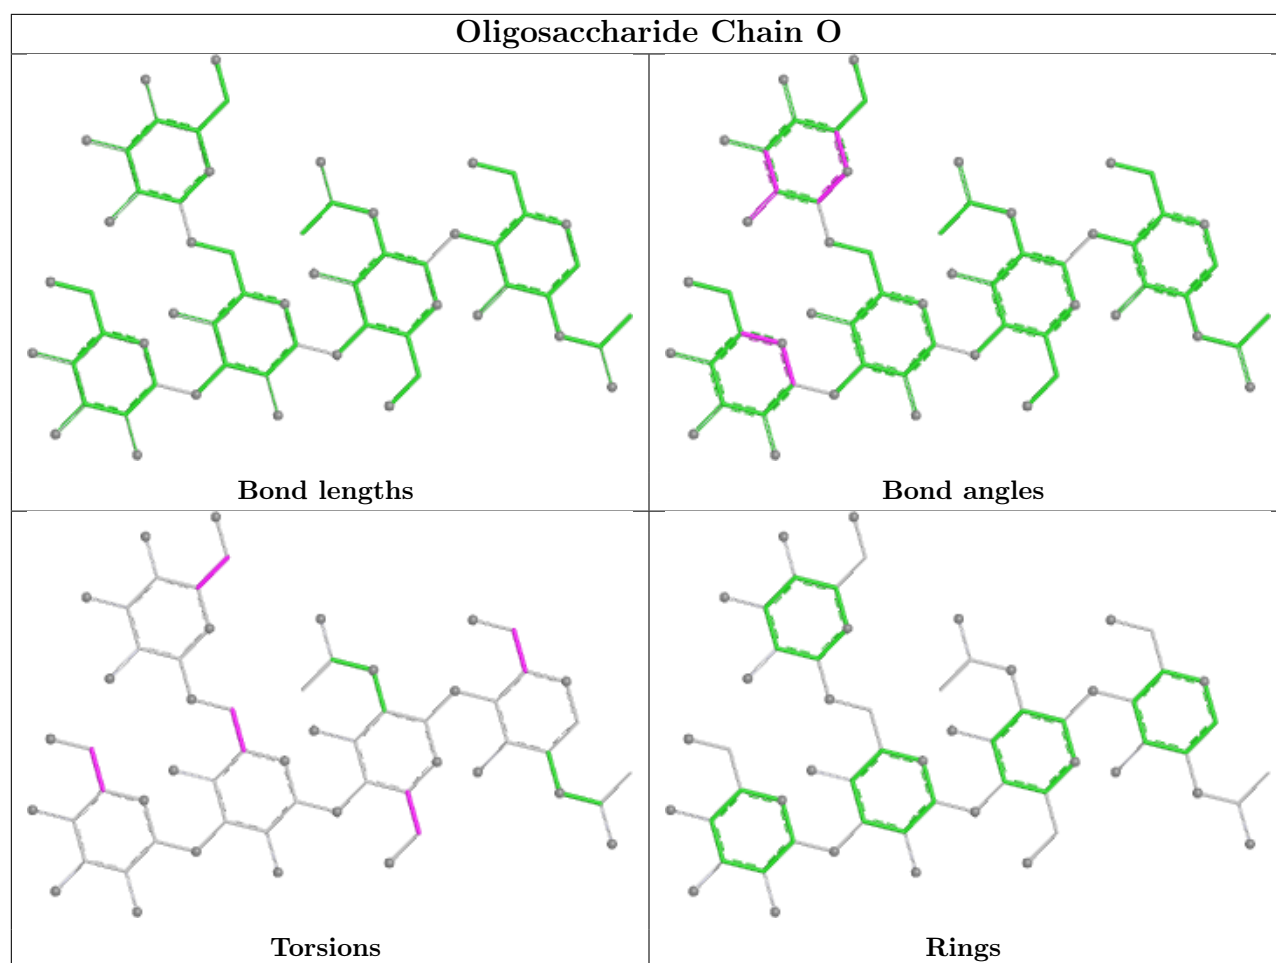 Oligosaccharide Chain O
Bond lengths
Bond angles
Torsions
Rings